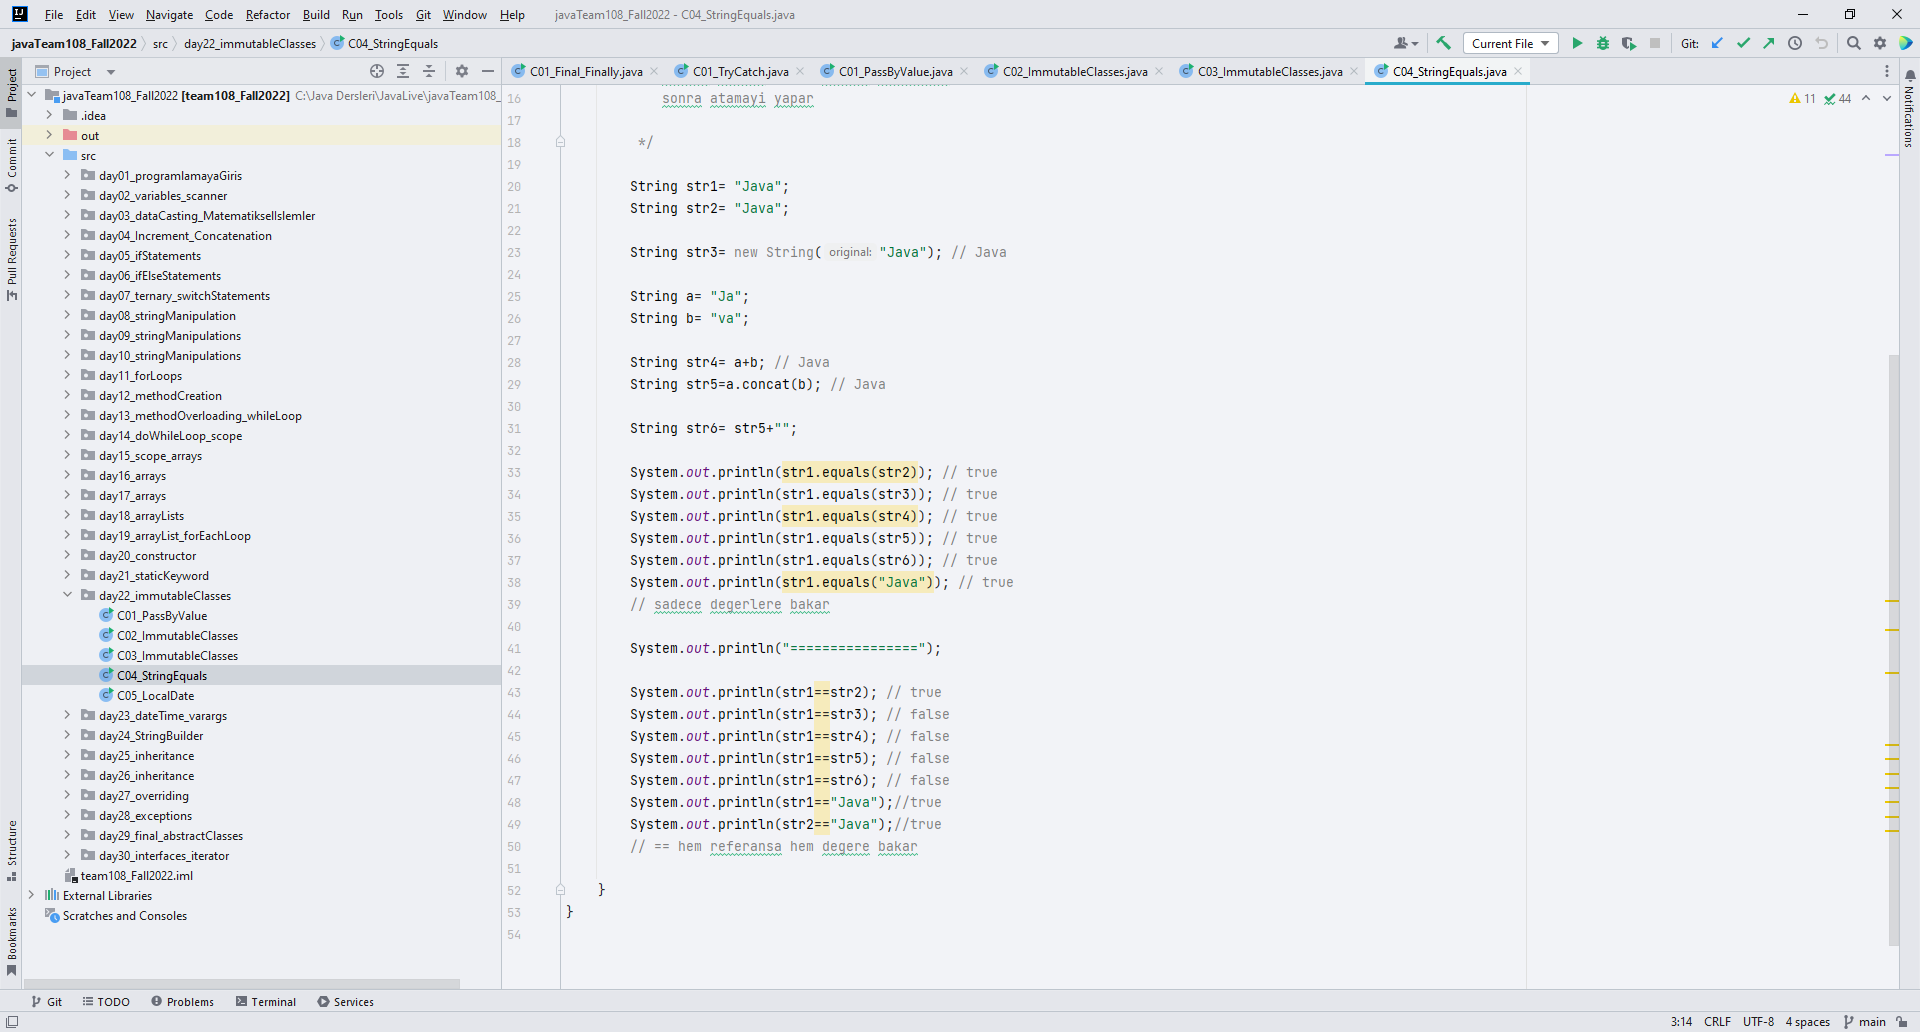 File Edit View Navigate Code Refactor Build Run Tools Git Window Help javaTeam108_Fall2022 - C04_StringEquals.java
javaTeam108_Fall2022 src day22_immutableClasses C04_StringEquals Current File Git:
Project
C01_Final_Finally.java C01_TryCatch.java C01_PassByValue.java C02_ImmutableClasses.java C03_ImmutableClasses.java C04_StringEquals.java
Project
Commit
Pull Requests
Structure
Bookmarks
Notifications
javaTeam108_Fall2022 [team108_Fall2022] C:\Java Dersleri\JavaLive\javaTeam108_
.idea
out
src
day01_programlamayaGiris
day02_variables_scanner
day03_dataCasting_MatematikselIslemler
day04_Increment_Concatenation
day05_ifStatements
day06_ifElseStatements
day07_ternary_switchStatements
day08_stringManipulation
day09_stringManipulations
day10_stringManipulations
day11_forLoops
day12_methodCreation
day13_methodOverloading_whileLoop
day14_doWhileLoop_scope
day15_scope_arrays
day16_arrays
day17_arrays
day18_arrayLists
day19_arrayList_forEachLoop
day20_constructor
day21_staticKeyword
day22_immutableClasses
C01_PassByValue
C02_ImmutableClasses
C03_ImmutableClasses
C04_StringEquals
C05_LocalDate
day23_dateTime_varargs
day24_StringBuilder
day25_inheritance
day26_inheritance
day27_overriding
day28_exceptions
day29_final_abstractClasses
day30_interfaces_iterator
team108_Fall2022.iml
External Libraries
Scratches and Consoles
11 44
16 sonra atamayi yapar
17
18 */
19
20 String str1= "Java";
21 String str2= "Java";
22
23 String str3= new String( original: "Java"); // Java
24
25 String a= "Ja";
26 String b= "va";
27
28 String str4= a+b; // Java
29 String str5=a.concat(b); // Java
30
31 String str6= str5+"";
32
33 System.out.println(str1.equals(str2)); // true
34 System.out.println(str1.equals(str3)); // true
35 System.out.println(str1.equals(str4)); // true
36 System.out.println(str1.equals(str5)); // true
37 System.out.println(str1.equals(str6)); // true
38 System.out.println(str1.equals("Java")); // true
39 // sadece degerlere bakar
40
41 System.out.println("================");
42
43 System.out.println(str1==str2); // true
44 System.out.println(str1==str3); // false
45 System.out.println(str1==str4); // false
46 System.out.println(str1==str5); // false
47 System.out.println(str1==str6); // false
48 System.out.println(str1=="Java");//true
49 System.out.println(str2=="Java");//true
50 // == hem referansa hem degere bakar
51
52 }
53 }
54
Git TODO Problems Terminal Services
3:14 CRLF UTF-8 4 spaces main